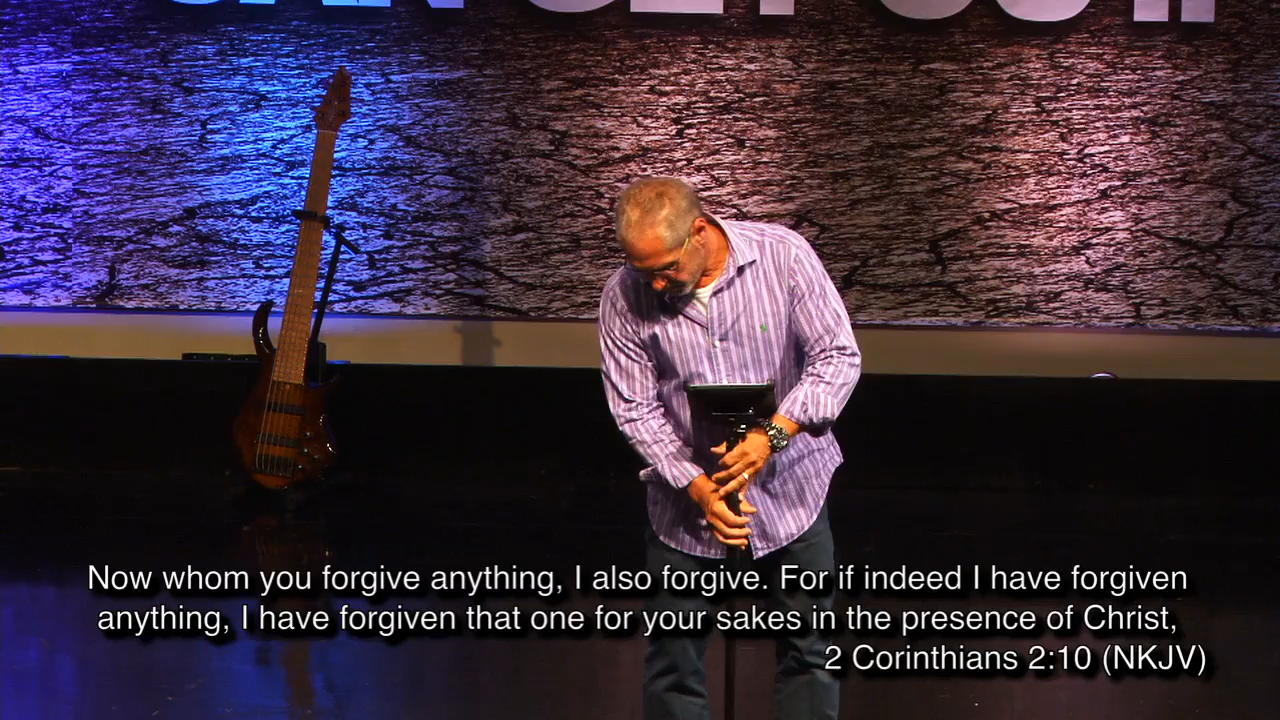 Now whom you forgive anything, I also forgive. For if indeed I have forgiven
anything, I have forgiven that one for your sakes in the presence of Christ,
2 Corinthians 2:10 (NKJV)